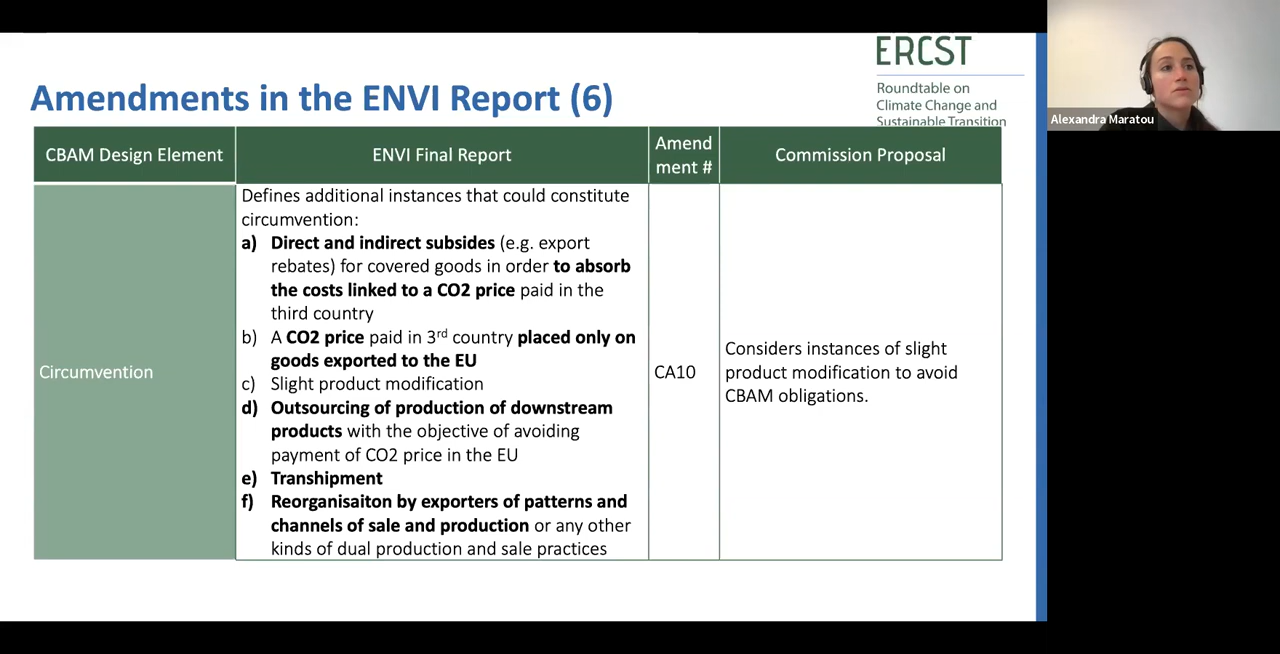 ERCST
Roundtable on
Climate Change and
Sustainable Transition
Amendments in the ENVI Report (6)
Alexandra Maratou
CBAM Design Element
ENVI Final Report
Amend
ment #
Commission Proposal
Circumvention
Defines additional instances that could constitute
circumvention:
a) Direct and indirect subsides (e.g. export
rebates) for covered goods in order to absorb
the costs linked to a CO2 price paid in the
third country
b) A CO2 price paid in 3rd country placed only on
goods exported to the EU
c) Slight product modification
d) Outsourcing of production of downstream
products with the objective of avoiding
payment of CO2 price in the EU
e) Transhipment
f) Reorganisaiton by exporters of patterns and
channels of sale and production or any other
kinds of dual production and sale practices
CA10
Considers instances of slight
product modification to avoid
CBAM obligations.